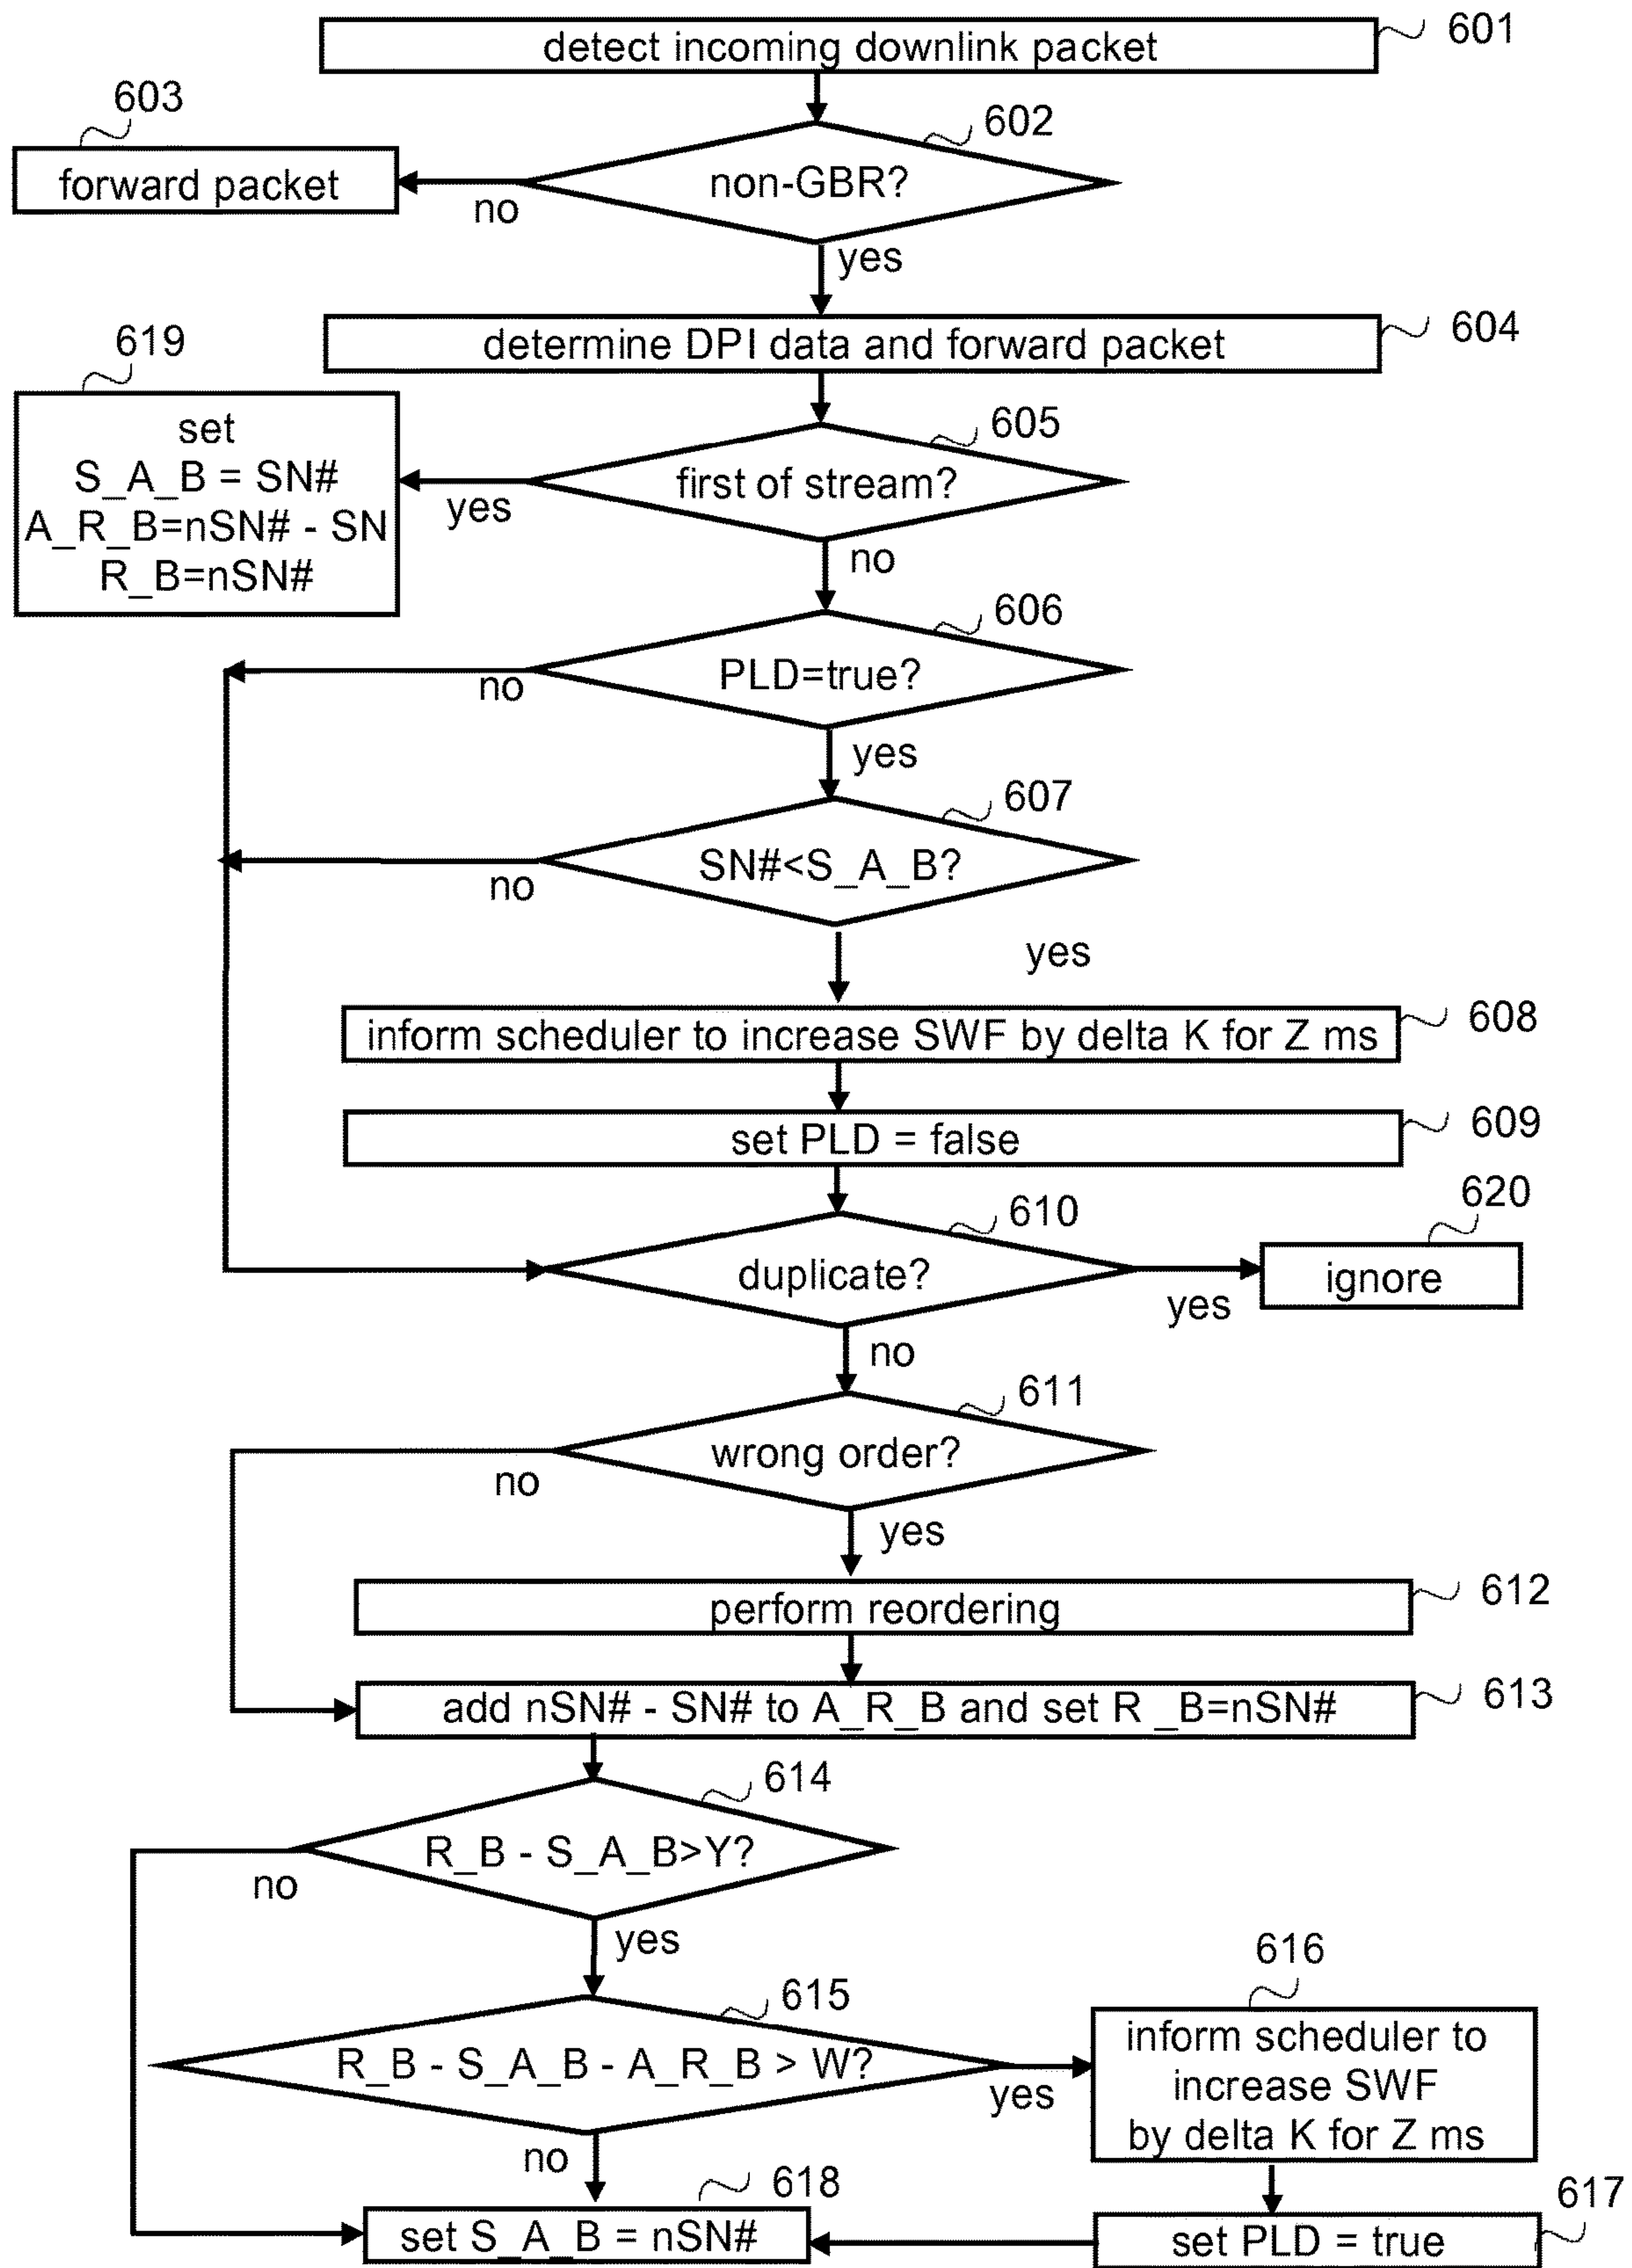 detect incoming downlink packet
601
603
602
forward packet
non-GBR?
no
yes
determine DPI data and forward packet
604
619
set
S_A_B = SN#
A_R_B=nSN# - SN
R_B=nSN#
605
first of stream?
yes
no
606
PLD=true?
no
yes
607
SN#<S_A_B?
no
yes
inform scheduler to increase SWF by delta K for Z ms
608
set PLD = false
609
610
620
duplicate?
yes
ignore
no
611
wrong order?
no
yes
perform reordering
612
add nSN# - SN# to A_R_B and set R _B=nSN#
613
614
R_B - S_A_B>Y?
no
yes
615
616
R_B - S_A_B - A_R_B > W?
yes
inform scheduler to
increase SWF
by delta K for Z ms
no
618
617
set S_A_B = nSN#
set PLD = true